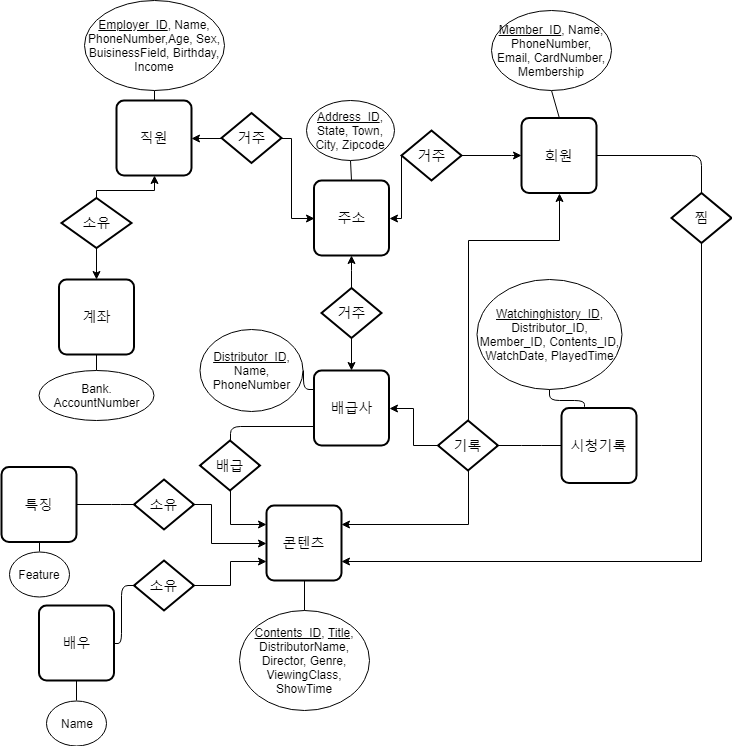 Employer_ID, Name,
PhoneNumber,Age, Sex,
BuisinessField, Birthday,
Income
Member_ID, Name,
PhoneNumber,
Email, CardNumber,
Membership
직원
거주
Address_ID,
State, Town,
City, Zipcode
거주
회원
소유
주소
찜
계좌
거주
Watchinghistory_ID,
Distributor_ID,
Member_ID, Contents_ID,
WatchDate, PlayedTime
Bank.
AccountNumber
Distributor_ID,
Name,
PhoneNumber
배급사
배급
기록
시청기록
특징
소유
콘텐츠
Feature
소유
배우
Contents_ID, Title,
DistributorName,
Director, Genre,
ViewingClass,
ShowTime
Name